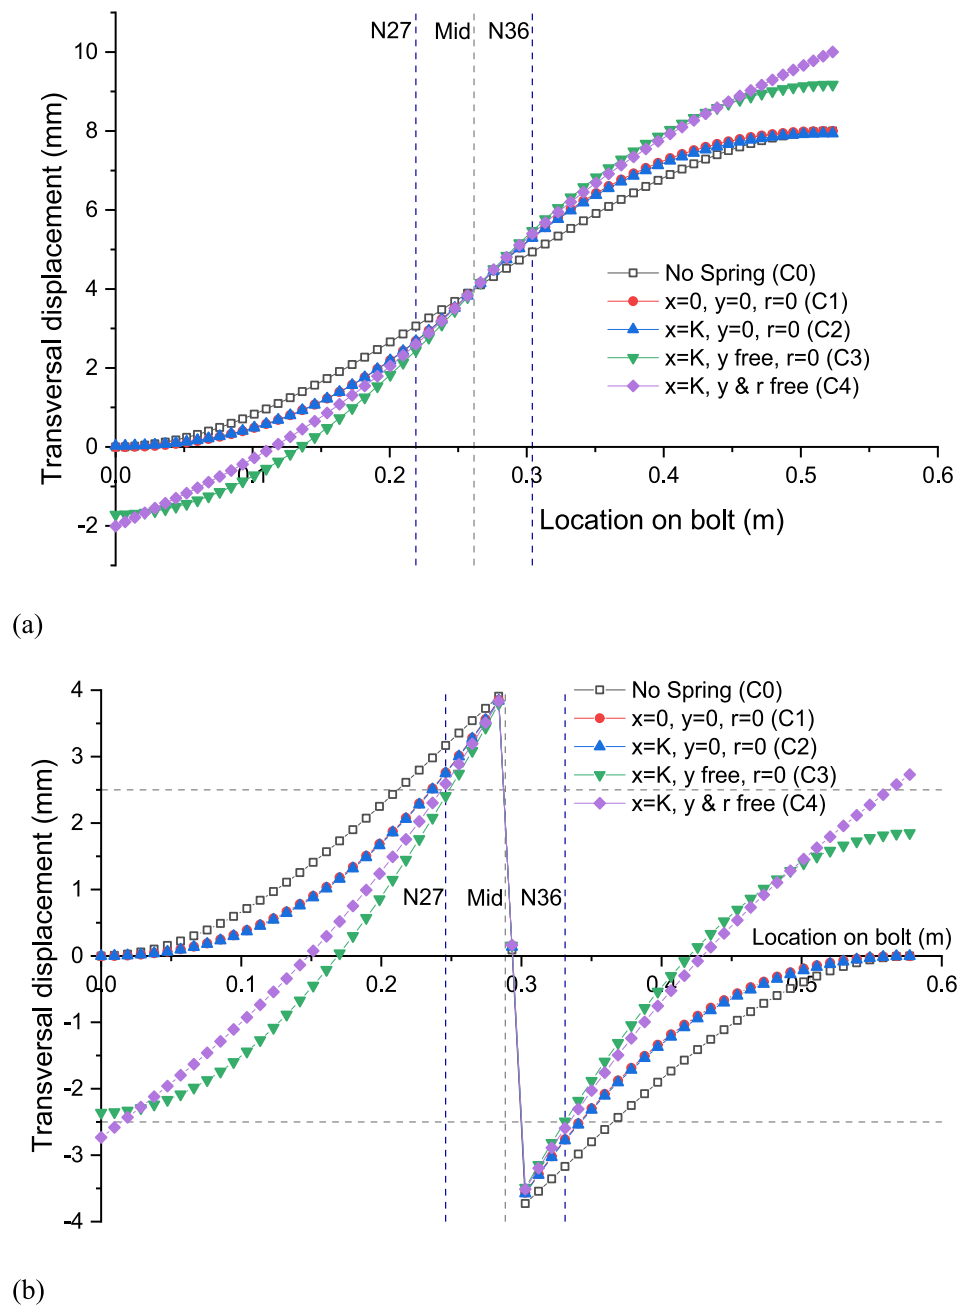 N27 Mid N36
10
8
6
4
2
0
-2
0.0 0.1 0.2 0.3 0.4 0.5 0.6
Transversal displacement (mm)
Location on bolt (m)
No Spring (C0)
x=0, y=0, r=0 (C1)
x=K, y=0, r=0 (C2)
x=K, y free, r=0 (C3)
x=K, y & r free (C4)
(a)
4
3
2
1
0
-1
-2
-3
-4
0.0 0.1 0.2 0.3 0.4 0.5 0.6
Transversal displacement (mm)
No Spring (C0)
x=0, y=0, r=0 (C1)
x=K, y=0, r=0 (C2)
x=K, y free, r=0 (C3)
x=K, y & r free (C4)
N27 Mid N36
Location on bolt (m)
(b)